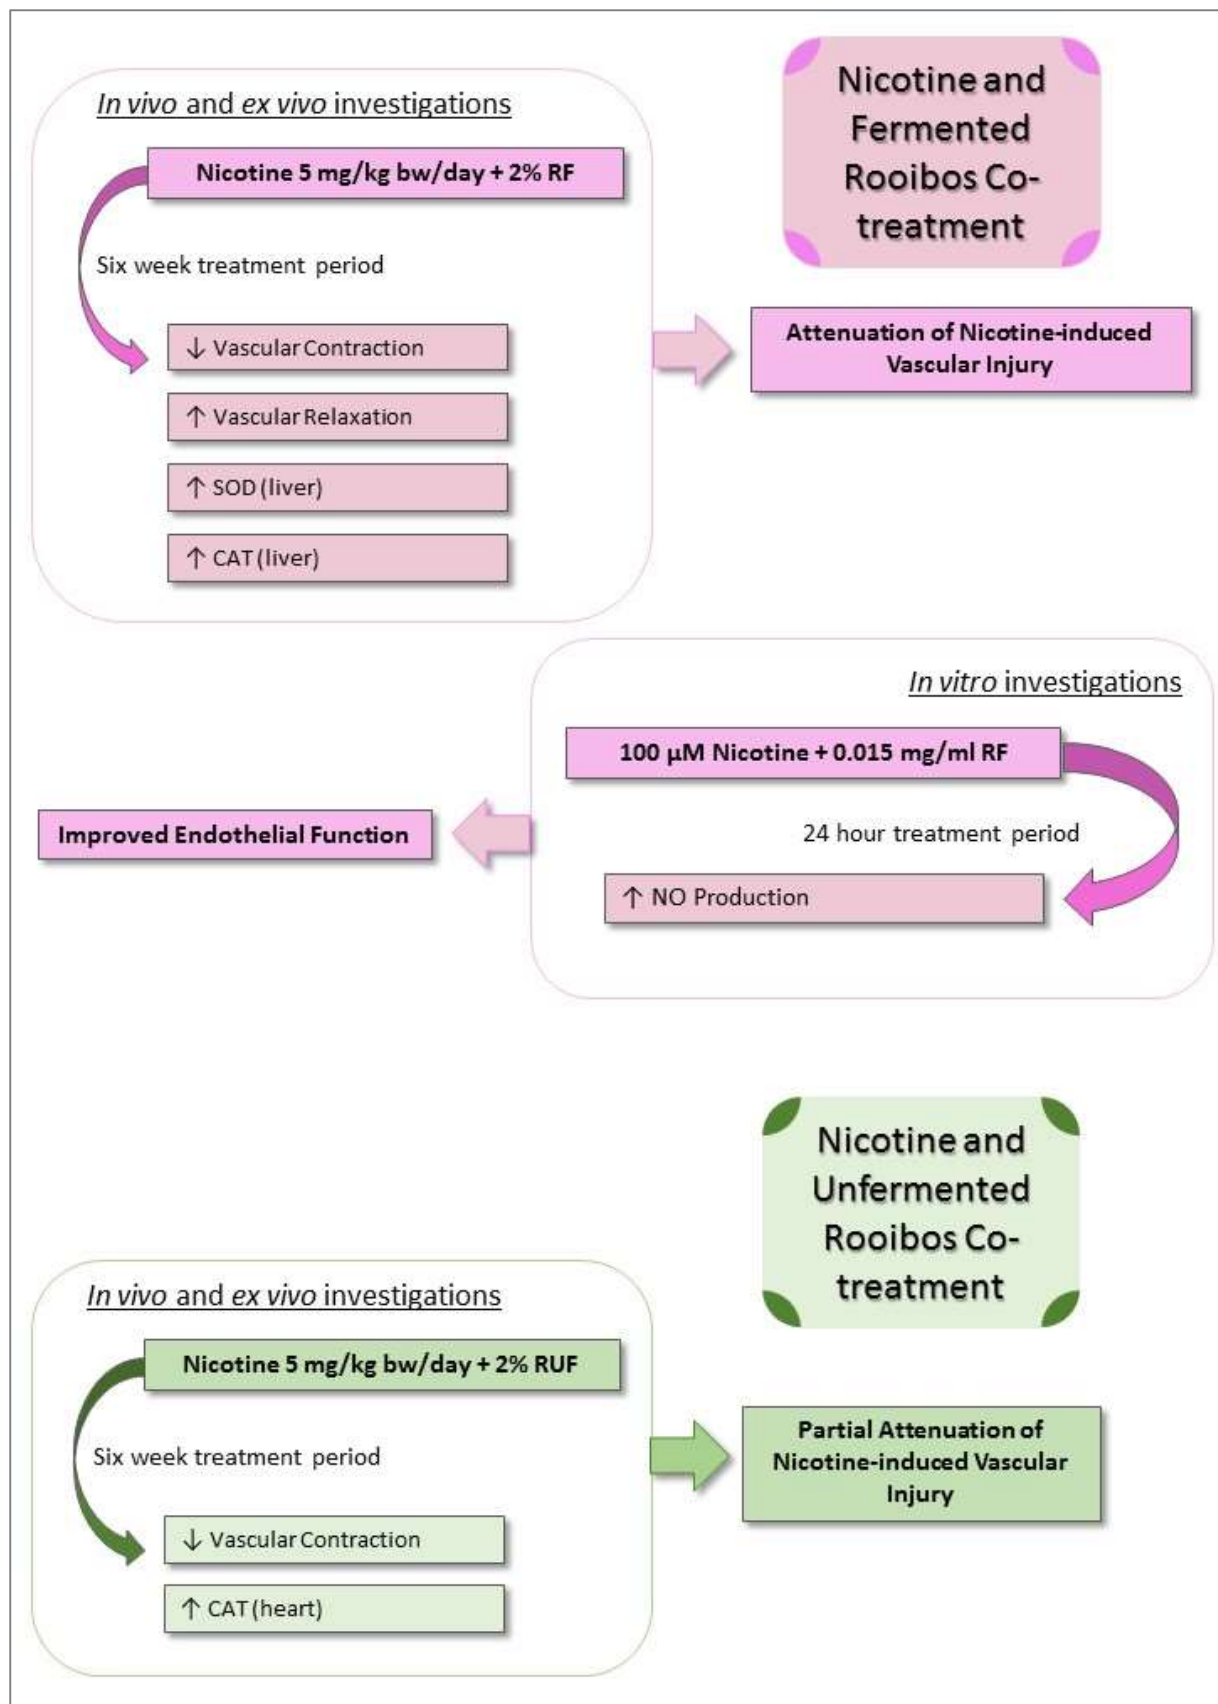 Nicotine and
Fermented
Rooibos Co-
treatment
In vivo and ex vivo investigations
Nicotine 5 mg/kg bw/day + 2% RF
Six week treatment period
↓ Vascular Contraction
↑ Vascular Relaxation
↑ SOD (liver)
↑ CAT (liver)
Attenuation of Nicotine-induced
Vascular Injury
In vitro investigations
100 µM Nicotine + 0.015 mg/ml RF
24 hour treatment period
↑ NO Production
Improved Endothelial Function
Nicotine and
Unfermented
Rooibos Co-
treatment
In vivo and ex vivo investigations
Nicotine 5 mg/kg bw/day + 2% RUF
Six week treatment period
↓ Vascular Contraction
↑ CAT (heart)
Partial Attenuation of
Nicotine-induced Vascular
Injury